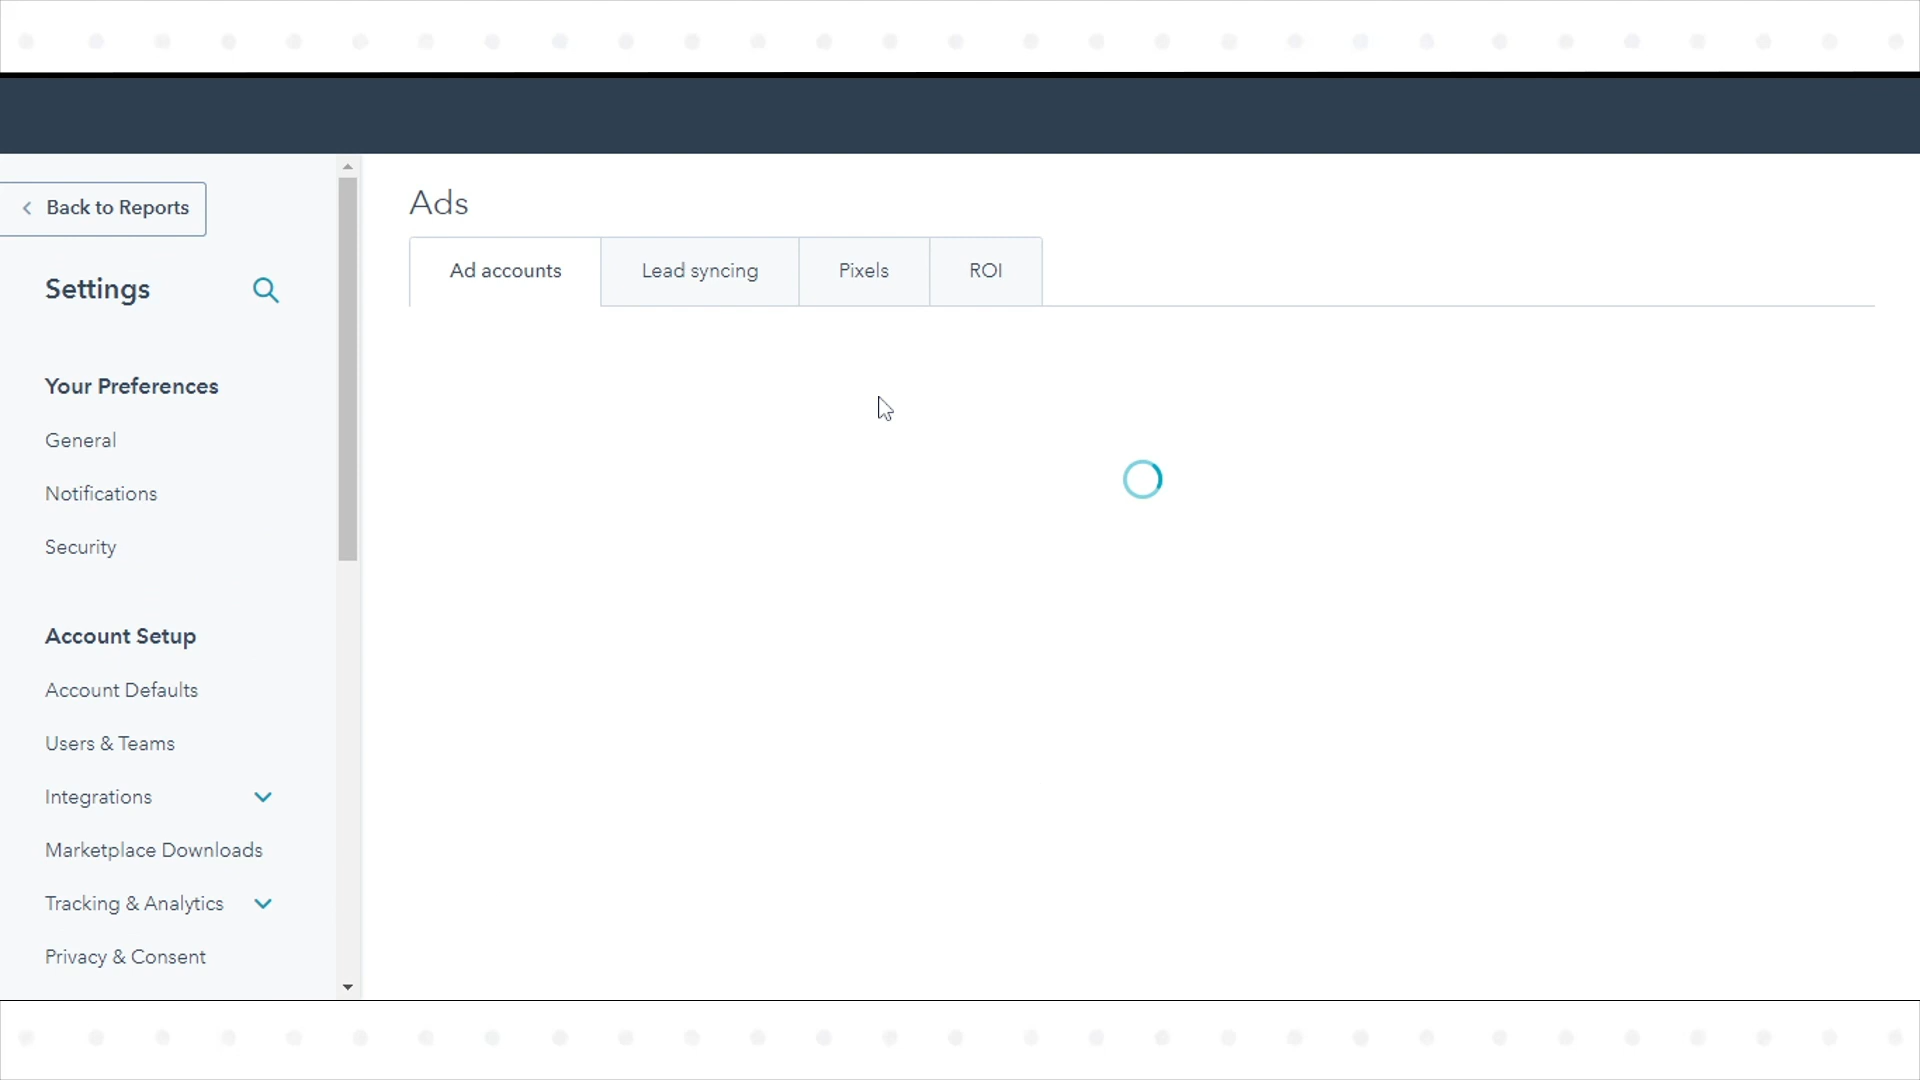 Back to Reports
Settings
Your Preferences
General
Notifications
Security
Account Setup
Account Defaults
Users & Teams
Integrations
Marketplace Downloads
Tracking & Analytics
Privacy & Consent
Ads
Ad accounts
Lead syncing
Pixels
ROI